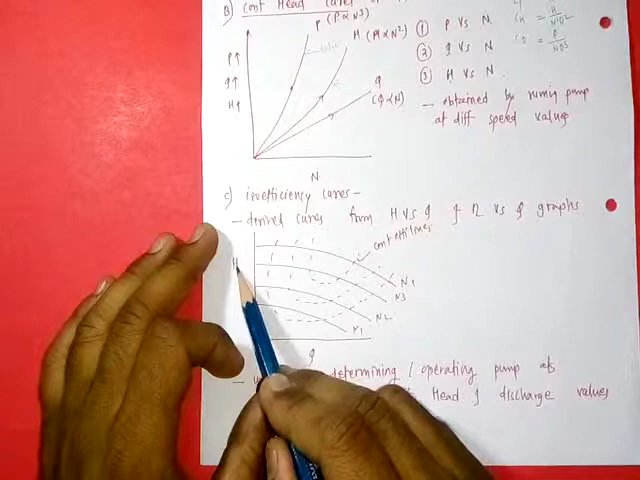 B) const Head curves
P (P∝N³)
H (H∝N²)
Q
(Q∝N)
P↑
Q↑
H↑
N
① P vs N
② Q vs N
③ H vs N
- obtained by runing pump
at diff speed values
C) isoefficiency curves -
- derived curves from H vs Q & η vs Q graphs
const eff lines
H
N4
N3
N2
N1
Q
determining / operating pump at
Head & discharge values